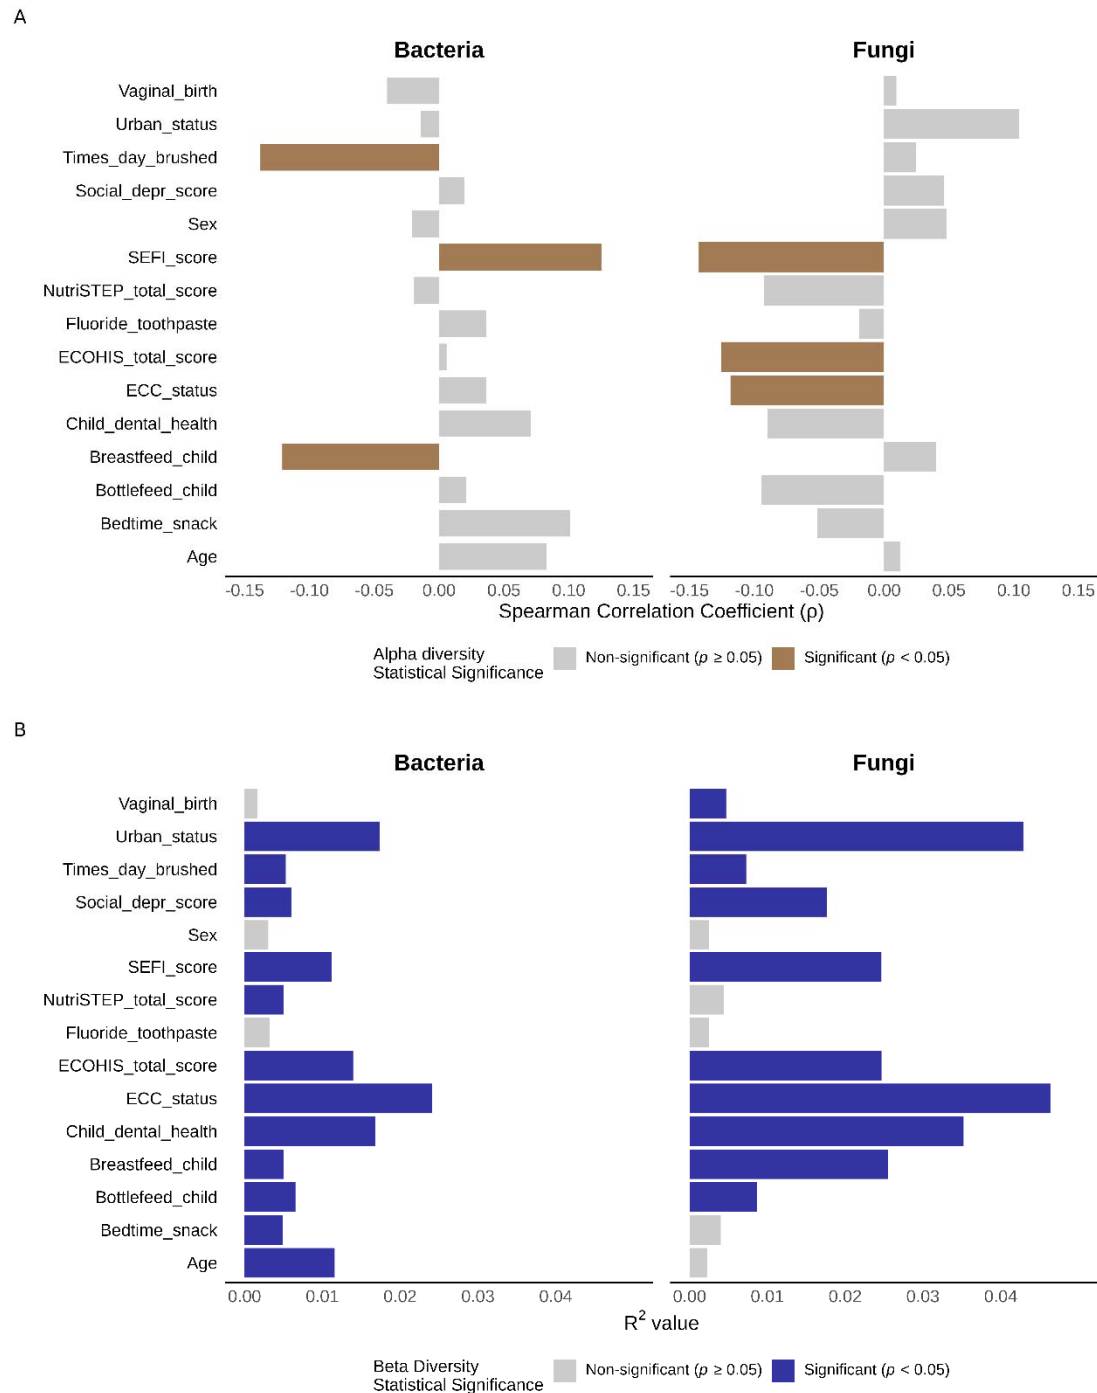 A
Bacteria Fungi
Vaginal_birth
Urban_status
Times_day_brushed
Social_depr_score
Sex
SEFI_score
NutriSTEP_total_score
Fluoride_toothpaste
ECOHIS_total_score
ECC_status
Child_dental_health
Breastfeed_child
Bottlefeed_child
Bedtime_snack
Age
-0.15 -0.10 -0.05 0.00 0.05 0.10 0.15 -0.15 -0.10 -0.05 0.00 0.05 0.10 0.15
Spearman Correlation Coefficient (ρ)
Alpha diversity
Statistical Significance
Non-significant (p ≥ 0.05) Significant (p < 0.05)
B
Bacteria Fungi
Vaginal_birth
Urban_status
Times_day_brushed
Social_depr_score
Sex
SEFI_score
NutriSTEP_total_score
Fluoride_toothpaste
ECOHIS_total_score
ECC_status
Child_dental_health
Breastfeed_child
Bottlefeed_child
Bedtime_snack
Age
0.00 0.01 0.02 0.03 0.04 0.00 0.01 0.02 0.03 0.04
R² value
Beta Diversity
Statistical Significance
Non-significant (p ≥ 0.05) Significant (p < 0.05)